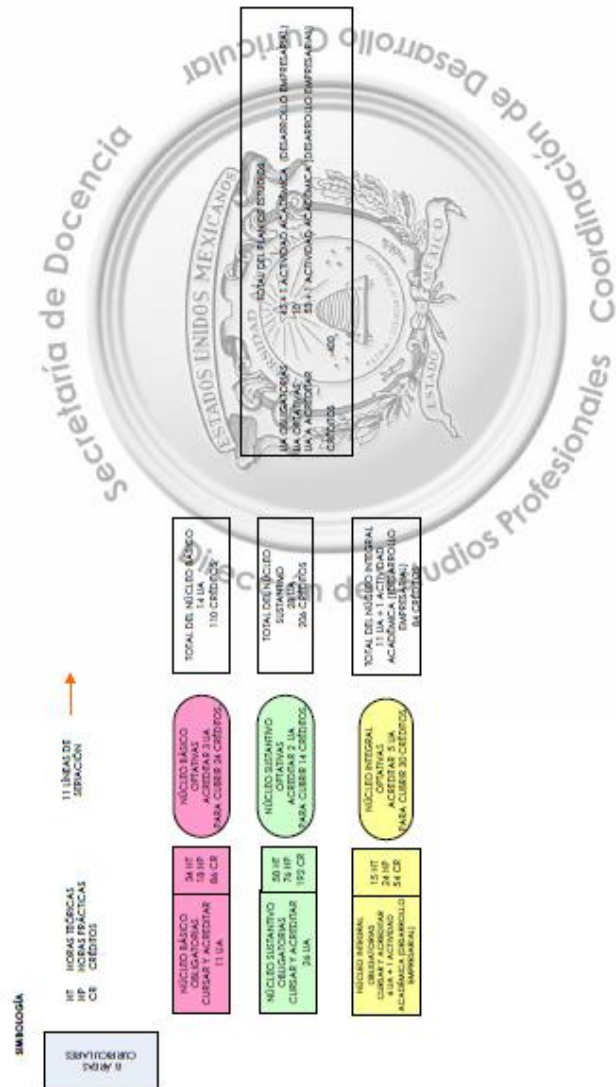 SIMBOLOGÍA
8 ÁREAS
CURRICULARES
HT HORAS TEÓRICAS
HP HORAS PRÁCTICAS
CR CRÉDITOS
11 LÍNEAS DE
SERIACIÓN
NÚCLEO BÁSICO
OBLIGATORIAS
CURSAR Y ACREDITAR
11 UA
34 HT
18 HP
86 CR
NÚCLEO BÁSICO
OPTATIVAS
ACREDITAR 3 UA
PARA CUBRIR 24 CRÉDITOS
TOTAL DEL NÚCLEO BÁSICO
14 UA
110 CRÉDITOS
NÚCLEO SUSTANTIVO
OBLIGATORIAS
CURSAR Y ACREDITAR
26 UA
58 HT
76 HP
192 CR
NÚCLEO SUSTANTIVO
OPTATIVAS
ACREDITAR 2 UA
PARA CUBRIR 14 CRÉDITOS
TOTAL DEL NÚCLEO
SUSTANTIVO
28 UA
206 CRÉDITOS
NÚCLEO INTEGRAL
OBLIGATORIAS
CURSAR Y ACREDITAR
6 UA + 1 ACTIVIDAD
ACADÉMICA (DESARROLLO
EMPRESARIAL)
15 HT
24 HP
54 CR
NÚCLEO INTEGRAL
OPTATIVAS
ACREDITAR 5 UA
PARA CUBRIR 30 CRÉDITOS
TOTAL DEL NÚCLEO INTEGRAL
11 UA + 1 ACTIVIDAD
ACADÉMICA (DESARROLLO
EMPRESARIAL)
84 CRÉDITOS
TOTAL DEL PLAN DE ESTUDIOS
UA OBLIGATORIAS 43 + 1 ACTIVIDAD ACADÉMICA (DESARROLLO EMPRESARIAL)
UA OPTATIVAS 10
UA A ACREDITAR 53 + 1 ACTIVIDAD ACADÉMICA (DESARROLLO EMPRESARIAL)
CRÉDITOS 400
Secretaría de Docencia
Coordinación de Desarrollo Curricular
Dirección de Estudios Profesionales
ESTADOS UNIDOS MEXICANOS
ESTADO MEXICO